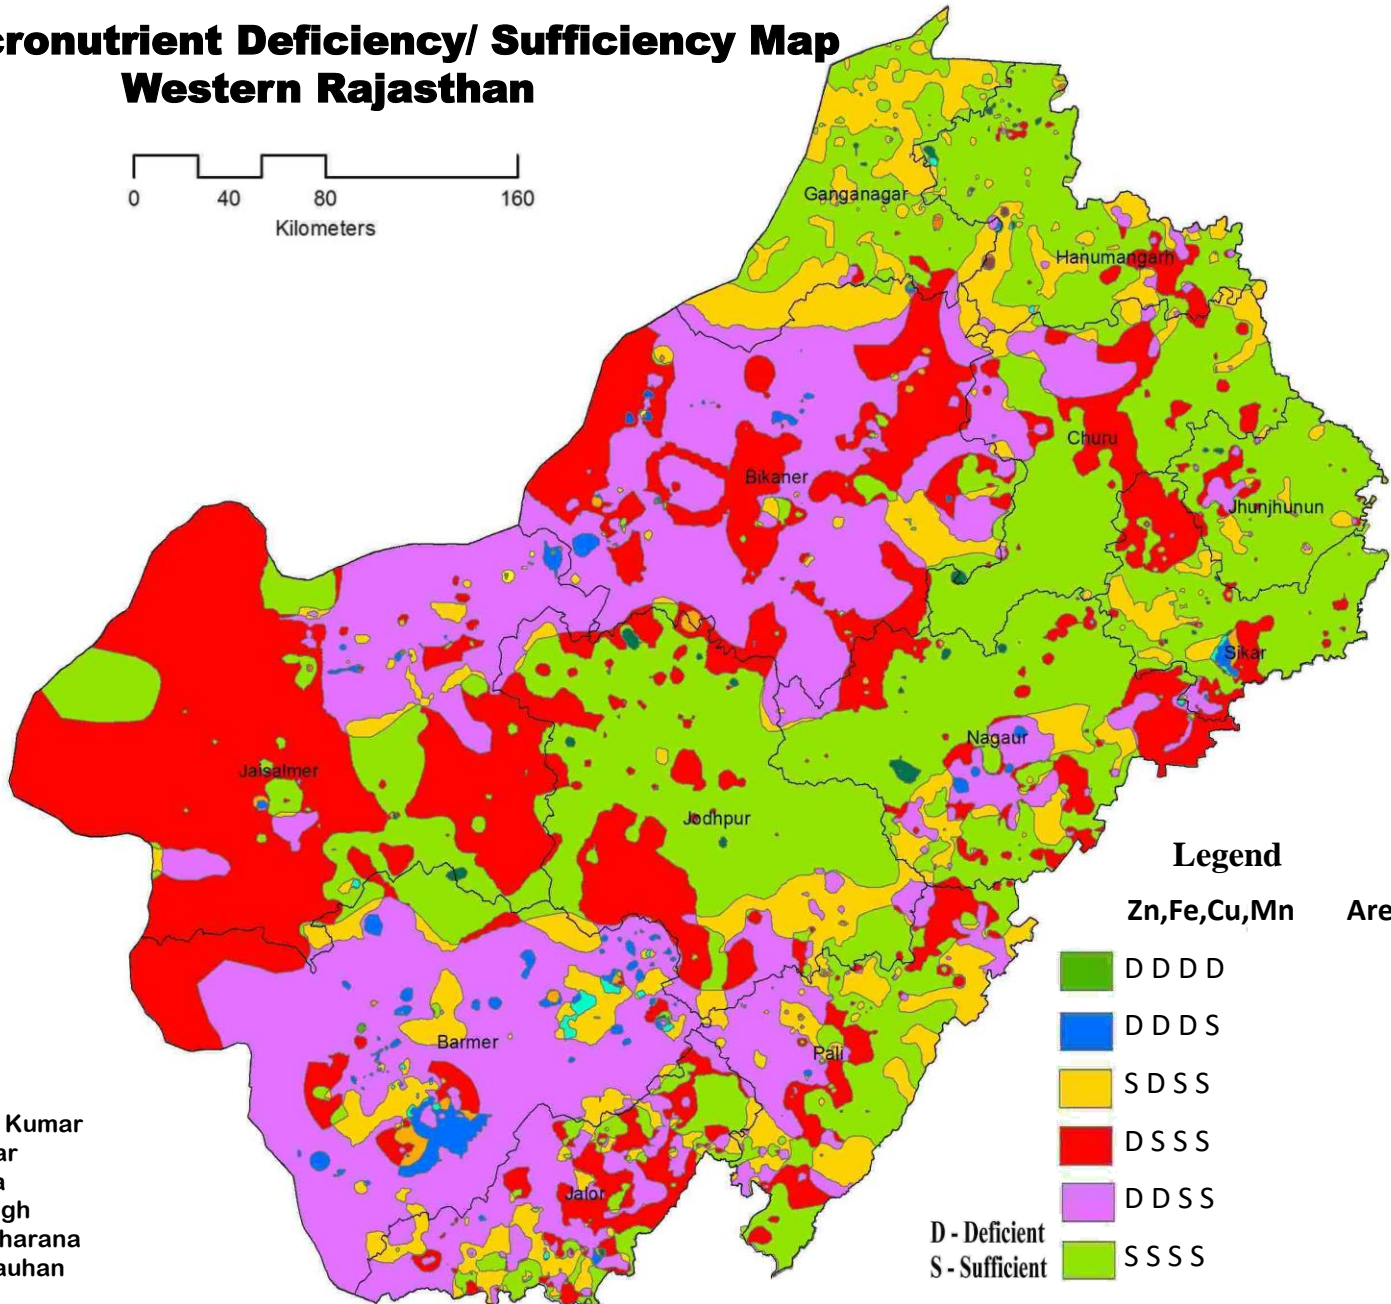 cronutrient Deficiency/ Sufficiency Map
Western Rajasthan
0 40 80 160
Kilometers
Ganganagar
Hanumangarh
Churu
Bikaner
Jhunjhunun
Sikar
Nagaur
Jaisalmer
Jodhpur
Barmer
Pali
Jalor
Legend
Zn,Fe,Cu,Mn Are
D D D D
D D D S
S D S S
D S S S
D D S S
S S S S
D - Deficient
S - Sufficient
Kumar
ar
a
gh
harana
auhan